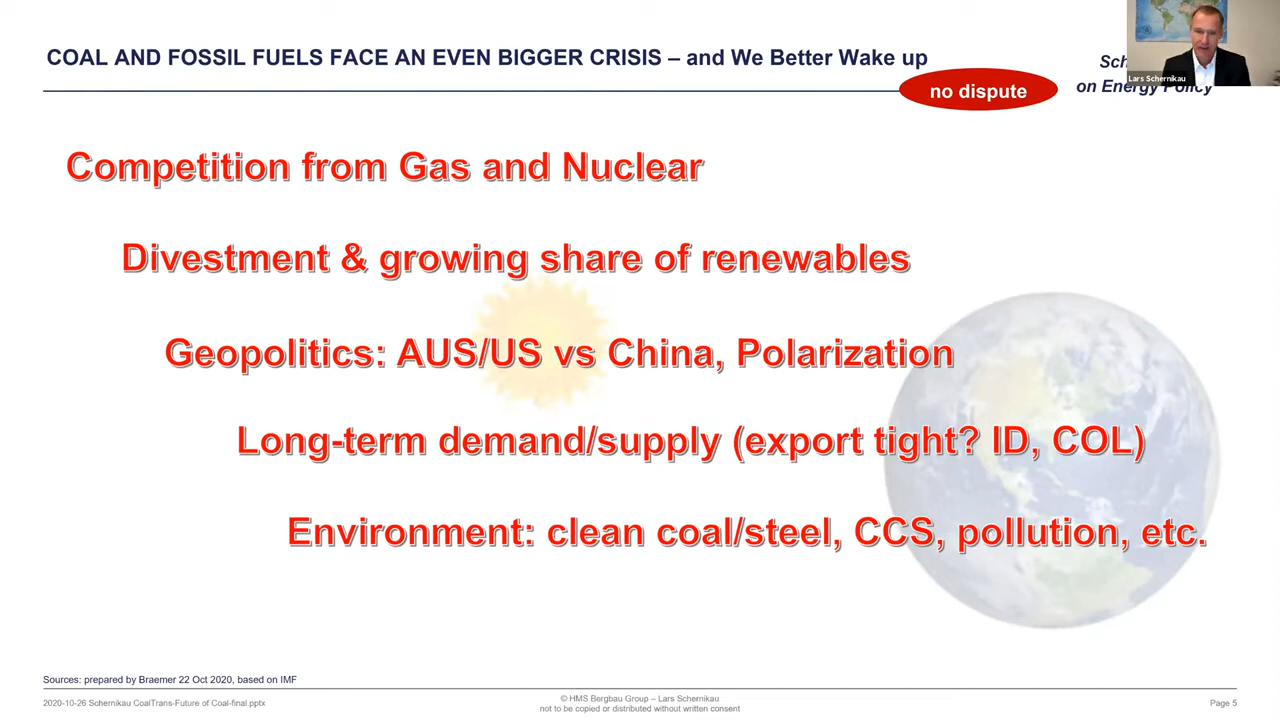 COAL AND FOSSIL FUELS FACE AN EVEN BIGGER CRISIS – and We Better Wake up
no dispute
on Energy Policy
Lars Schernikau
Competition from Gas and Nuclear
Divestment & growing share of renewables
Geopolitics: AUS/US vs China, Polarization
Long-term demand/supply (export tight? ID, COL)
Environment: clean coal/steel, CCS, pollution, etc.
Sources: prepared by Braemer 22 Oct 2020, based on IMF
2020-10-26 Schernikau CoalTrans-Future of Coal-final.pptx
© HMS Bergbau Group – Lars Schernikau
not to be copied or distributed without written consent
Page 5